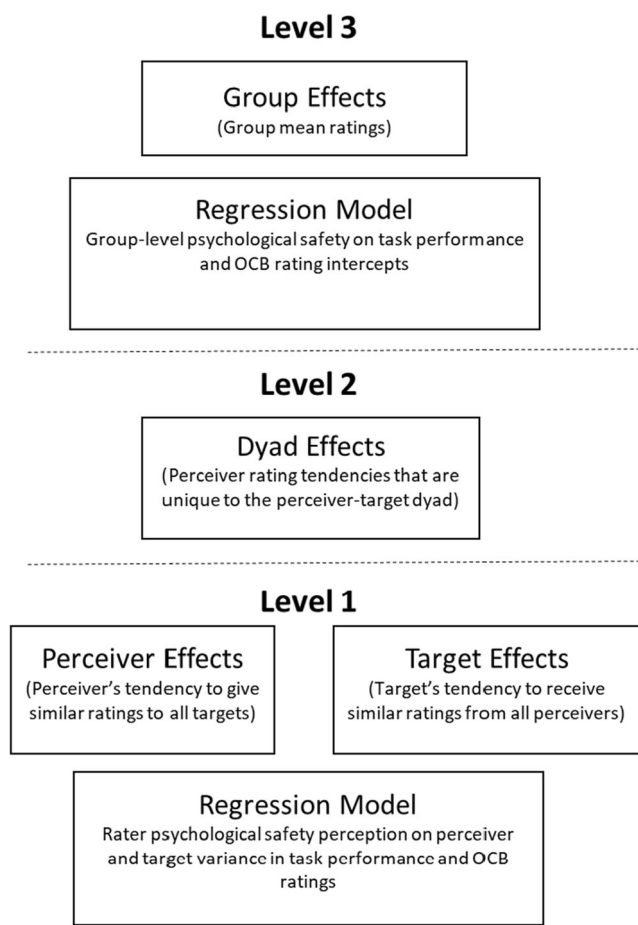 Level 3
Group Effects
(Group mean ratings)
Regression Model
Group-level psychological safety on task performance
and OCB rating intercepts
Level 2
Dyad Effects
(Perceiver rating tendencies that are
unique to the perceiver-target dyad)
Level 1
Perceiver Effects
(Perceiver’s tendency to give
similar ratings to all targets)
Target Effects
(Target’s tendency to receive
similar ratings from all perceivers)
Regression Model
Rater psychological safety perception on perceiver
and target variance in task performance and OCB
ratings